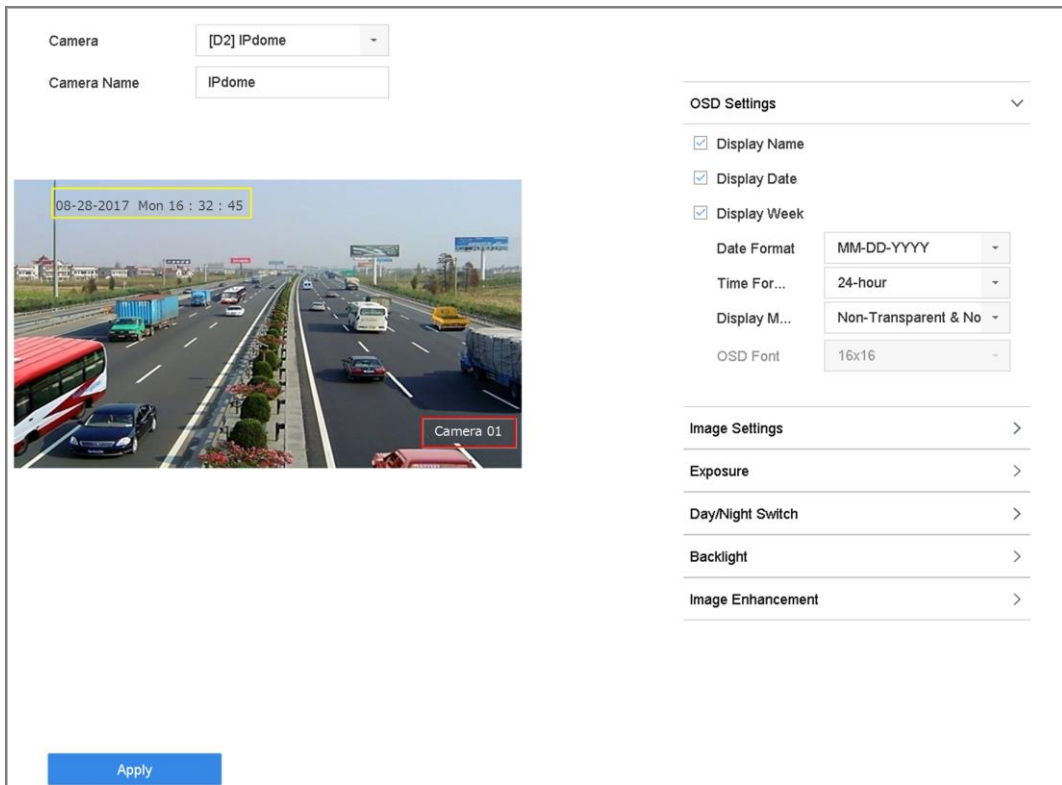 Camera [D2] IPdome
Camera Name IPdome
OSD Settings
Display Name
Display Date
Display Week
Date Format MM-DD-YYYY
Time For... 24-hour
Display M... Non-Transparent & No
OSD Font 16x16
08-28-2017 Mon 16 : 32 : 45
Camera 01
Image Settings
Exposure
Day/Night Switch
Backlight
Image Enhancement
Apply